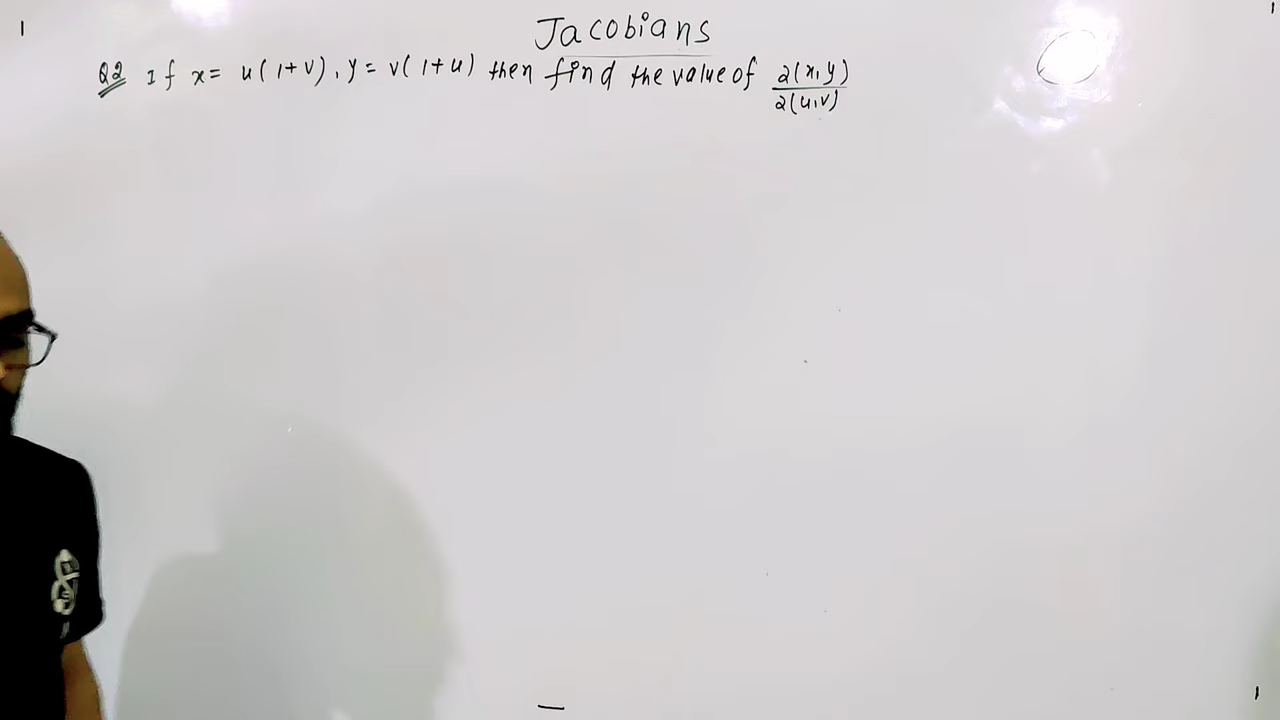 Jacobians
Q2 If x= u(1+v), y= v(1+u) then find the value of ∂(x,y)
∂(u,v)